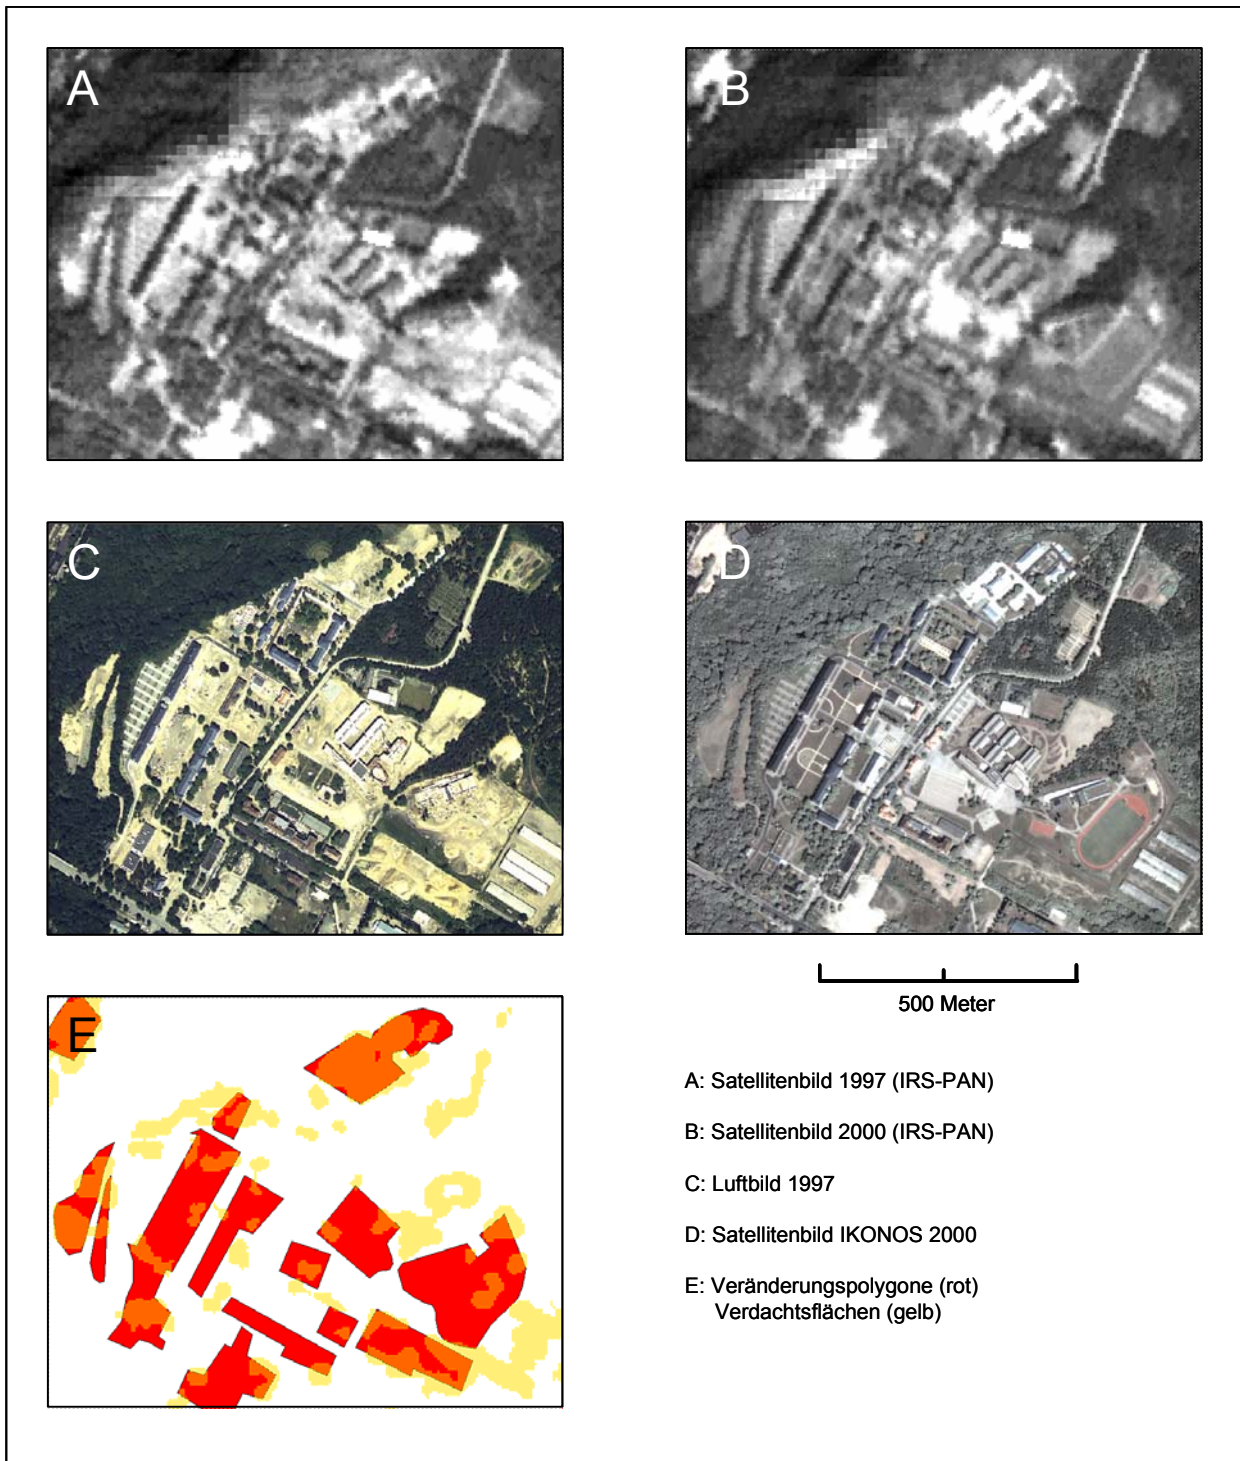 A
B
C
D
500 Meter
E
A: Satellitenbild 1997 (IRS-PAN)
B: Satellitenbild 2000 (IRS-PAN)
C: Luftbild 1997
D: Satellitenbild IKONOS 2000
E: Veränderungspolygone (rot)
Verdachtsflächen (gelb)